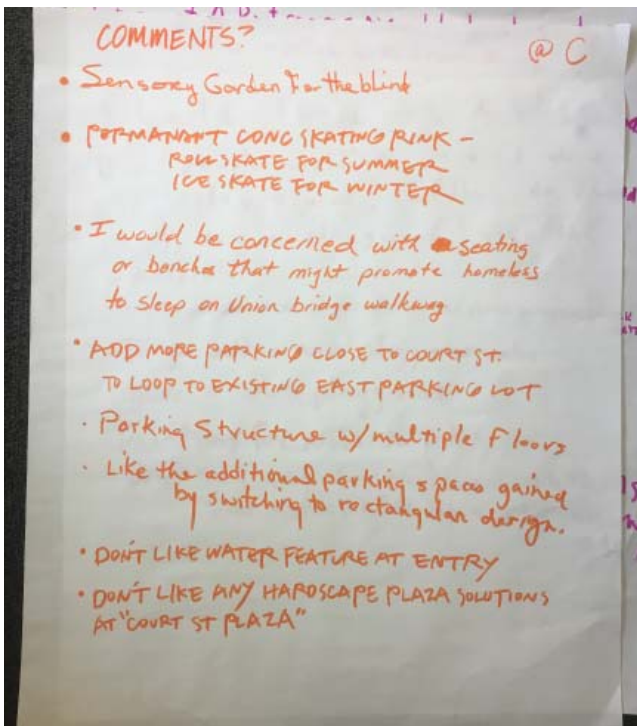 COMMENTS?
@ C
• Sensory Garden For the blind
• PERMANANT CONC SKATING RINK -
ROLL SKATE FOR SUMMER
ICE SKATE FOR WINTER
• I would be concerned with seating
or benches that might promote homeless
to sleep on Union bridge walkway
• ADD MORE PARKING CLOSE TO COURT ST.
TO LOOP TO EXISTING EAST PARKING LOT
• Parking Structure w/ multiple Floors
• Like the additional parking spaces gained
by switching to rectangular design.
• DON'T LIKE WATER FEATURE AT ENTRY
• DON'T LIKE ANY HARDSCAPE PLAZA SOLUTIONS
AT "COURT ST PLAZA"